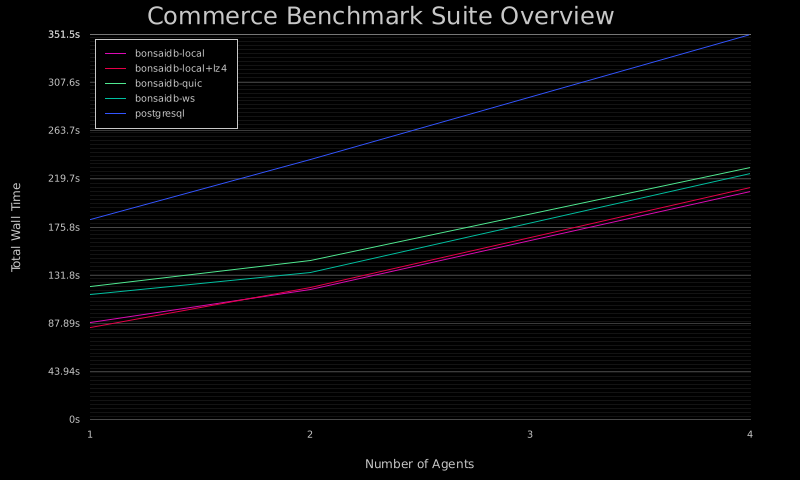 Commerce Benchmark Suite Overview
351.5s
bonsaidb-local
bonsaidb-local+lz4
bonsaidb-quic
bonsaidb-ws
postgresql
307.6s
263.7s
219.7s
175.8s
131.8s
87.89s
43.94s
0s
Total Wall Time
1 2 3 4
Number of Agents